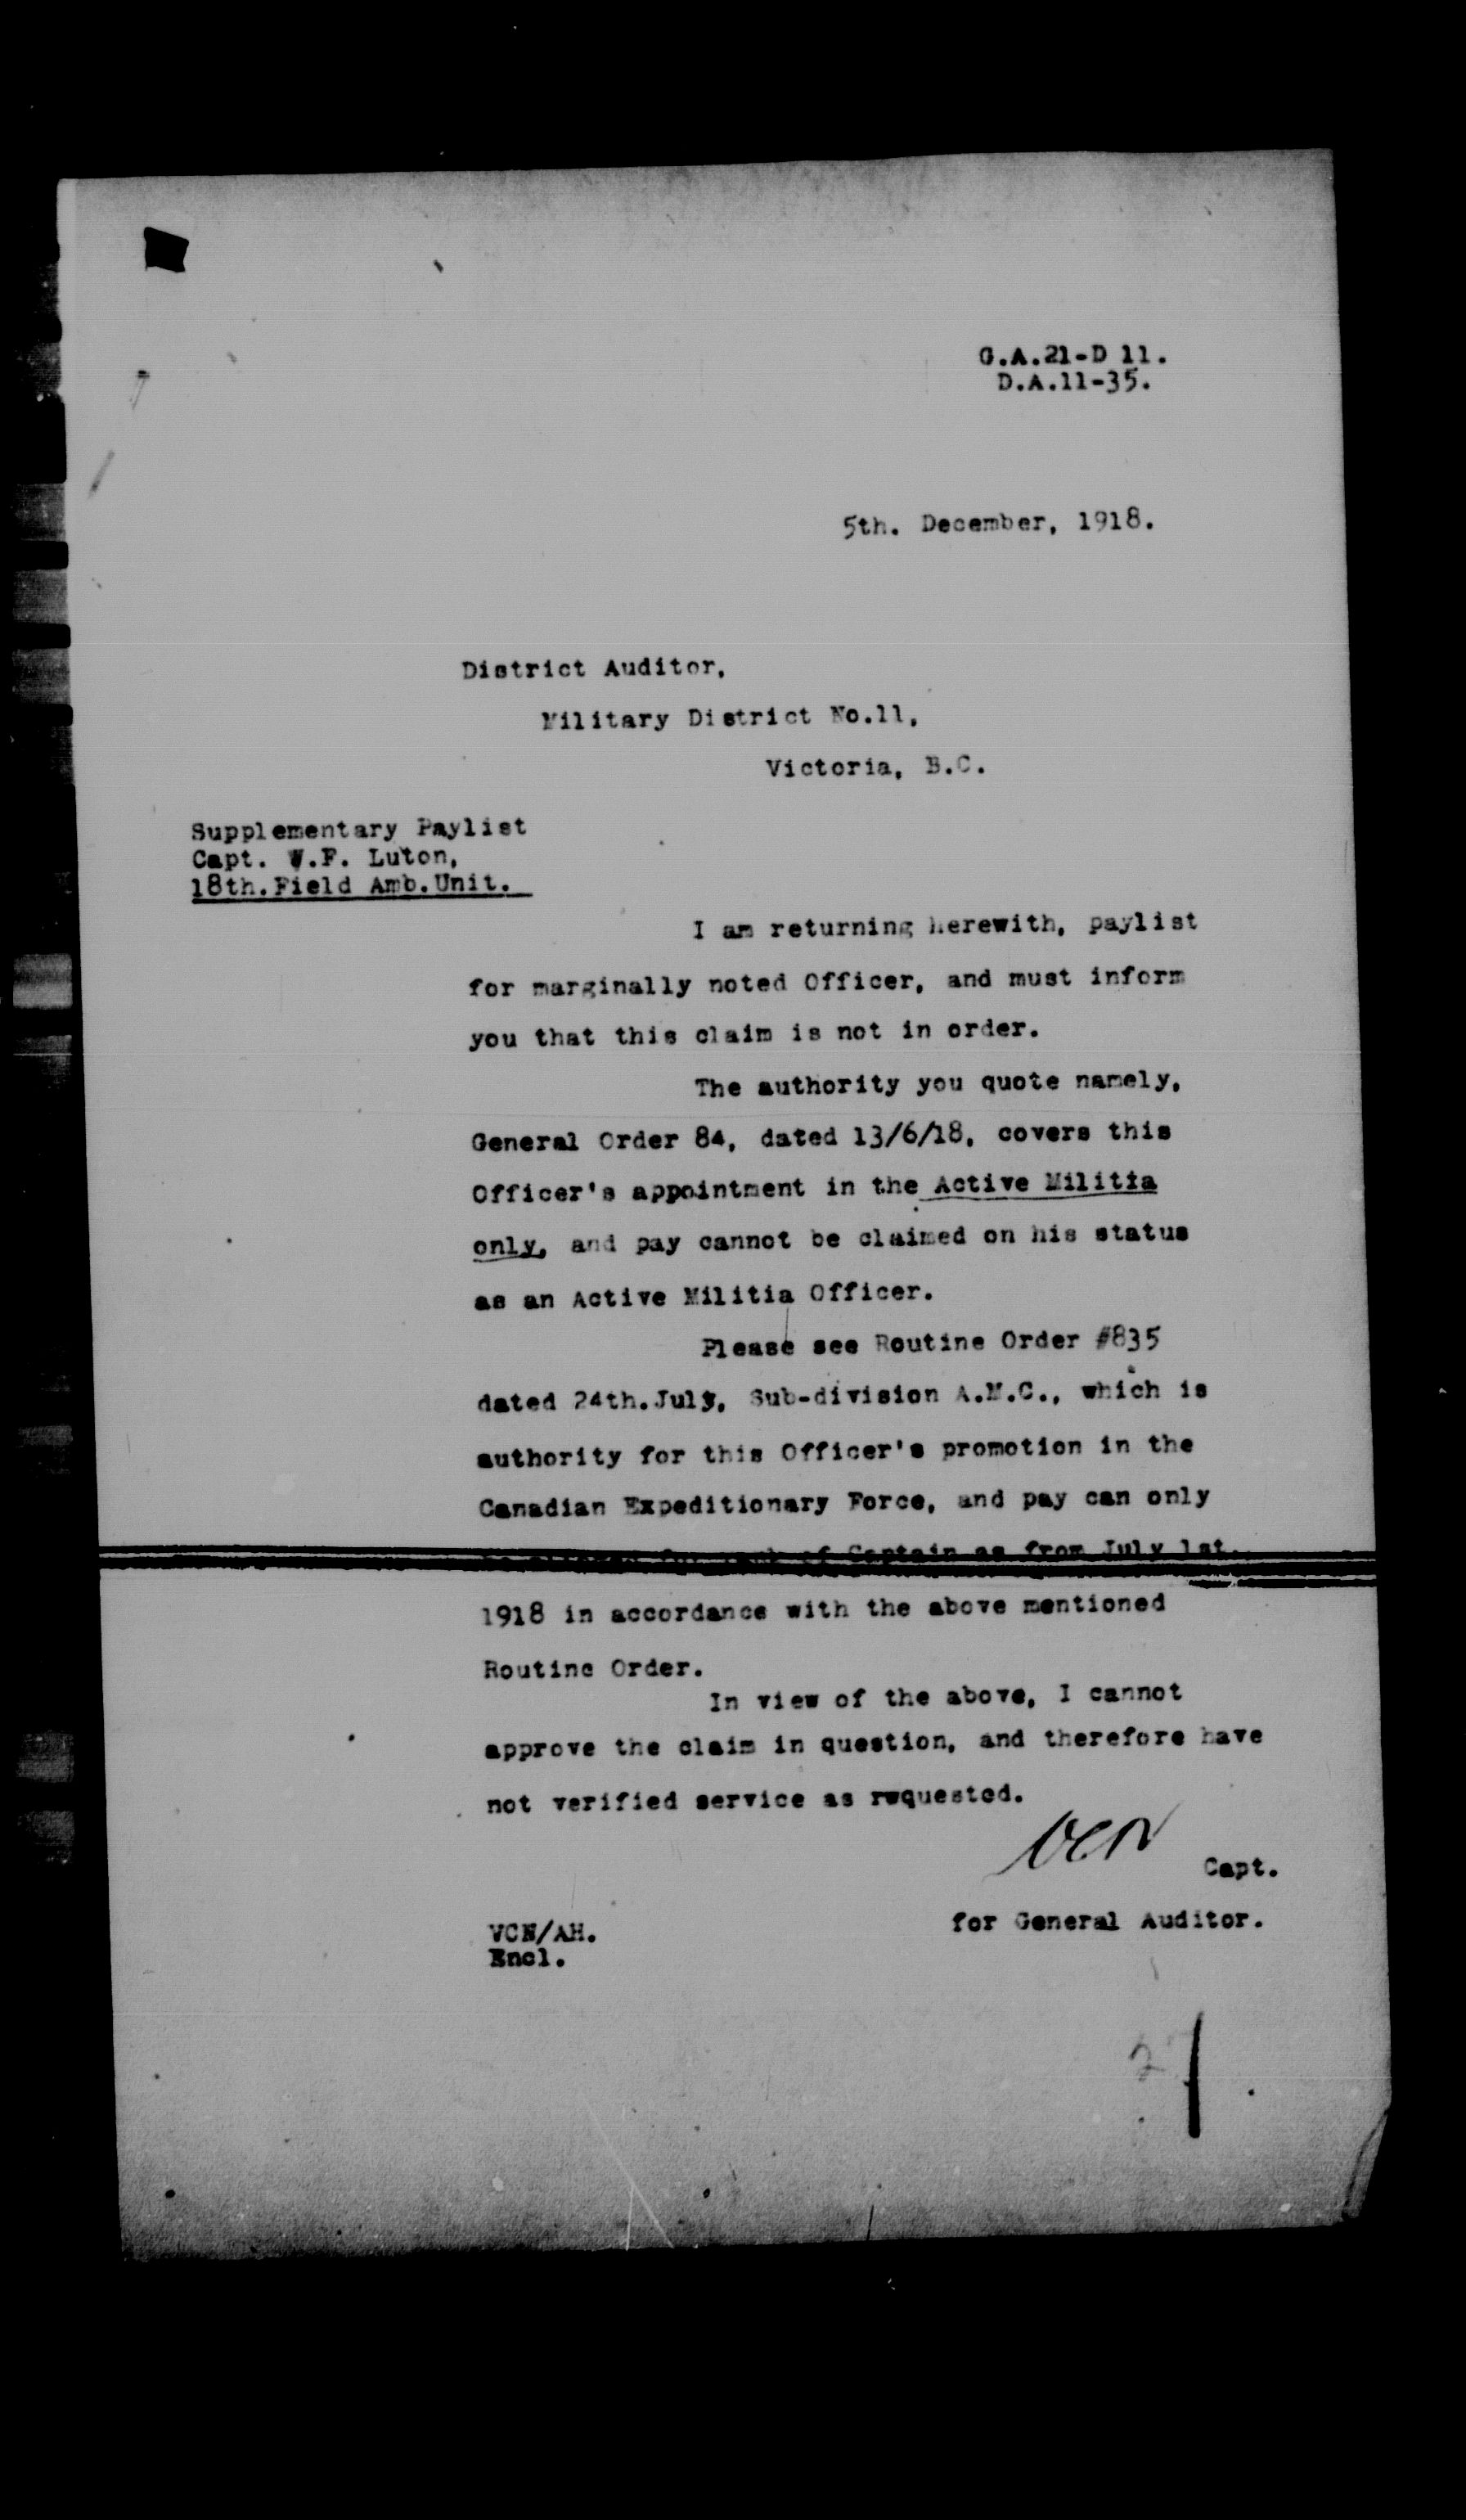 G.A.21-D 11.
D.A.11-35.
5th. December, 1918.
District Auditor,
Military District No.11,
Victoria, B.C.
Supplementary Paylist
Capt. W.F. Luton,
18th.Field Amb.Unit.
I am returning herewith, paylist
for marginally noted Officer, and must inform
you that this claim is not in order.
The authority you quote namely,
General Order 84, dated 13/6/18, covers this
Officer's appointment in the Active Militia
only, and pay cannot be claimed on his status
as an Active Militia Officer.
Please see Routine Order #835
dated 24th.July, Sub-division A.M.C., which is
authority for this Officer's promotion in the
Canadian Expeditionary Force, and pay can only
of Captain as from July 1st.
1918 in accordance with the above mentioned
Routine Order.
In view of the above, I cannot
approve the claim in question, and therefore have
not verified service as rwquested.
VCN
Capt.
for General Auditor.
VCN/AH.
Encl.